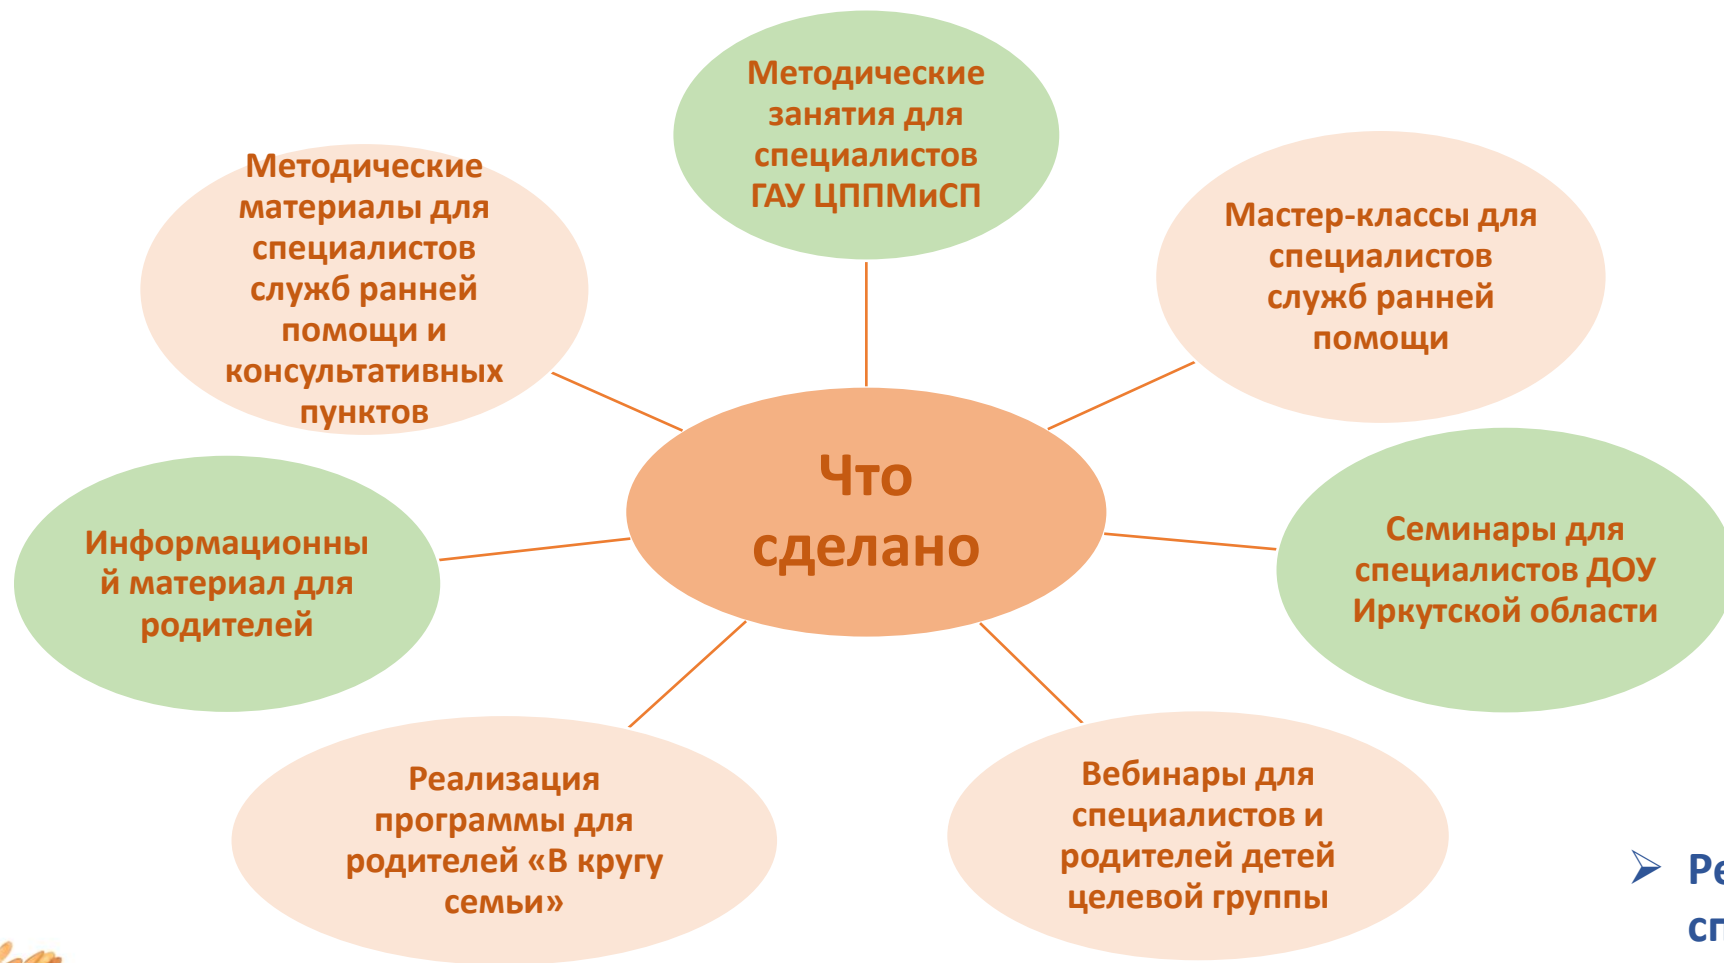 Методические
занятия для
специалистов
ГАУ ЦППМиСП
Мастер-классы для
специалистов
служб ранней
помощи
Семинары для
специалистов ДОУ
Иркутской области
Вебинары для
специалистов и
родителей детей
целевой группы
Реализация
программы для
родителей «В кругу
семьи»
Информационны
й материал для
родителей
Методические
материалы для
специалистов
служб ранней
помощи и
консультативных
пунктов
Что
сделано